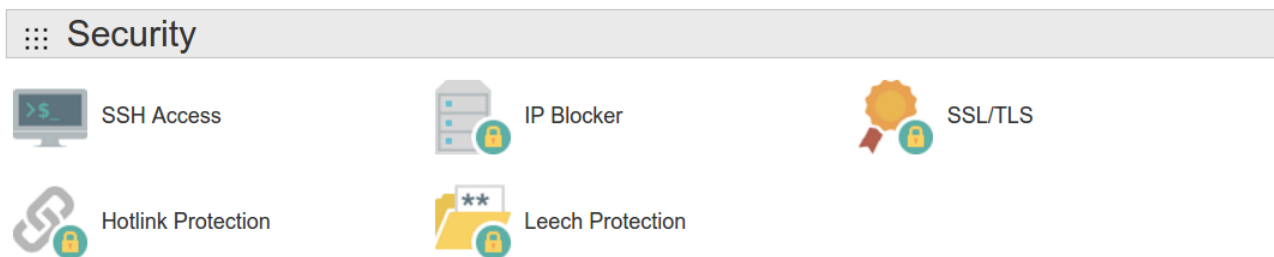 Security
>$_
SSH Access
IP Blocker
SSL/TLS
Hotlink Protection
**
Leech Protection